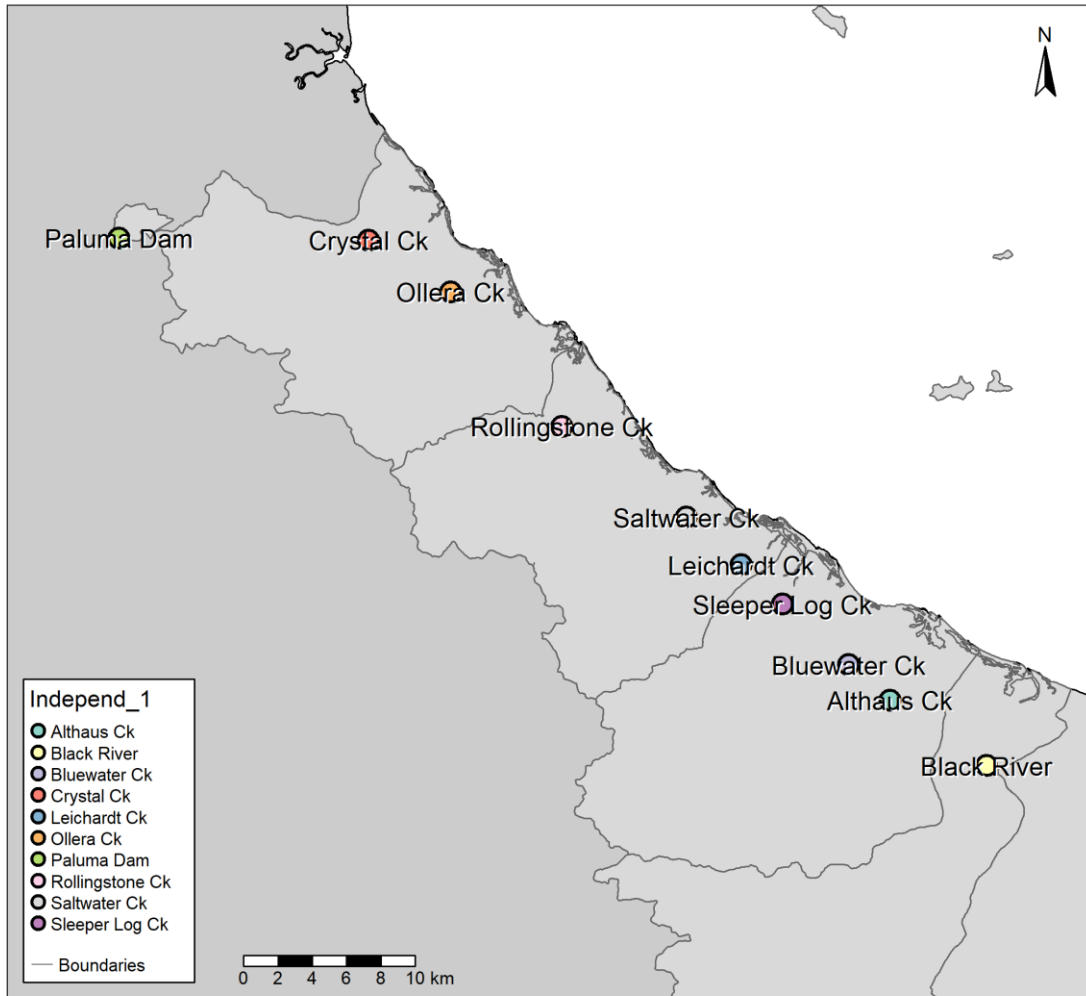 N
Paluma Dam
Crystal Ck
Ollera Ck
Rollingstone Ck
Saltwater Ck
Leichardt Ck
Sleeper Log Ck
Bluewater Ck
Althaus Ck
Black River
Independ_1
Althaus Ck
Black River
Bluewater Ck
Crystal Ck
Leichardt Ck
Ollera Ck
Paluma Dam
Rollingstone Ck
Saltwater Ck
Sleeper Log Ck
Boundaries
0 2 4 6 8 10 km